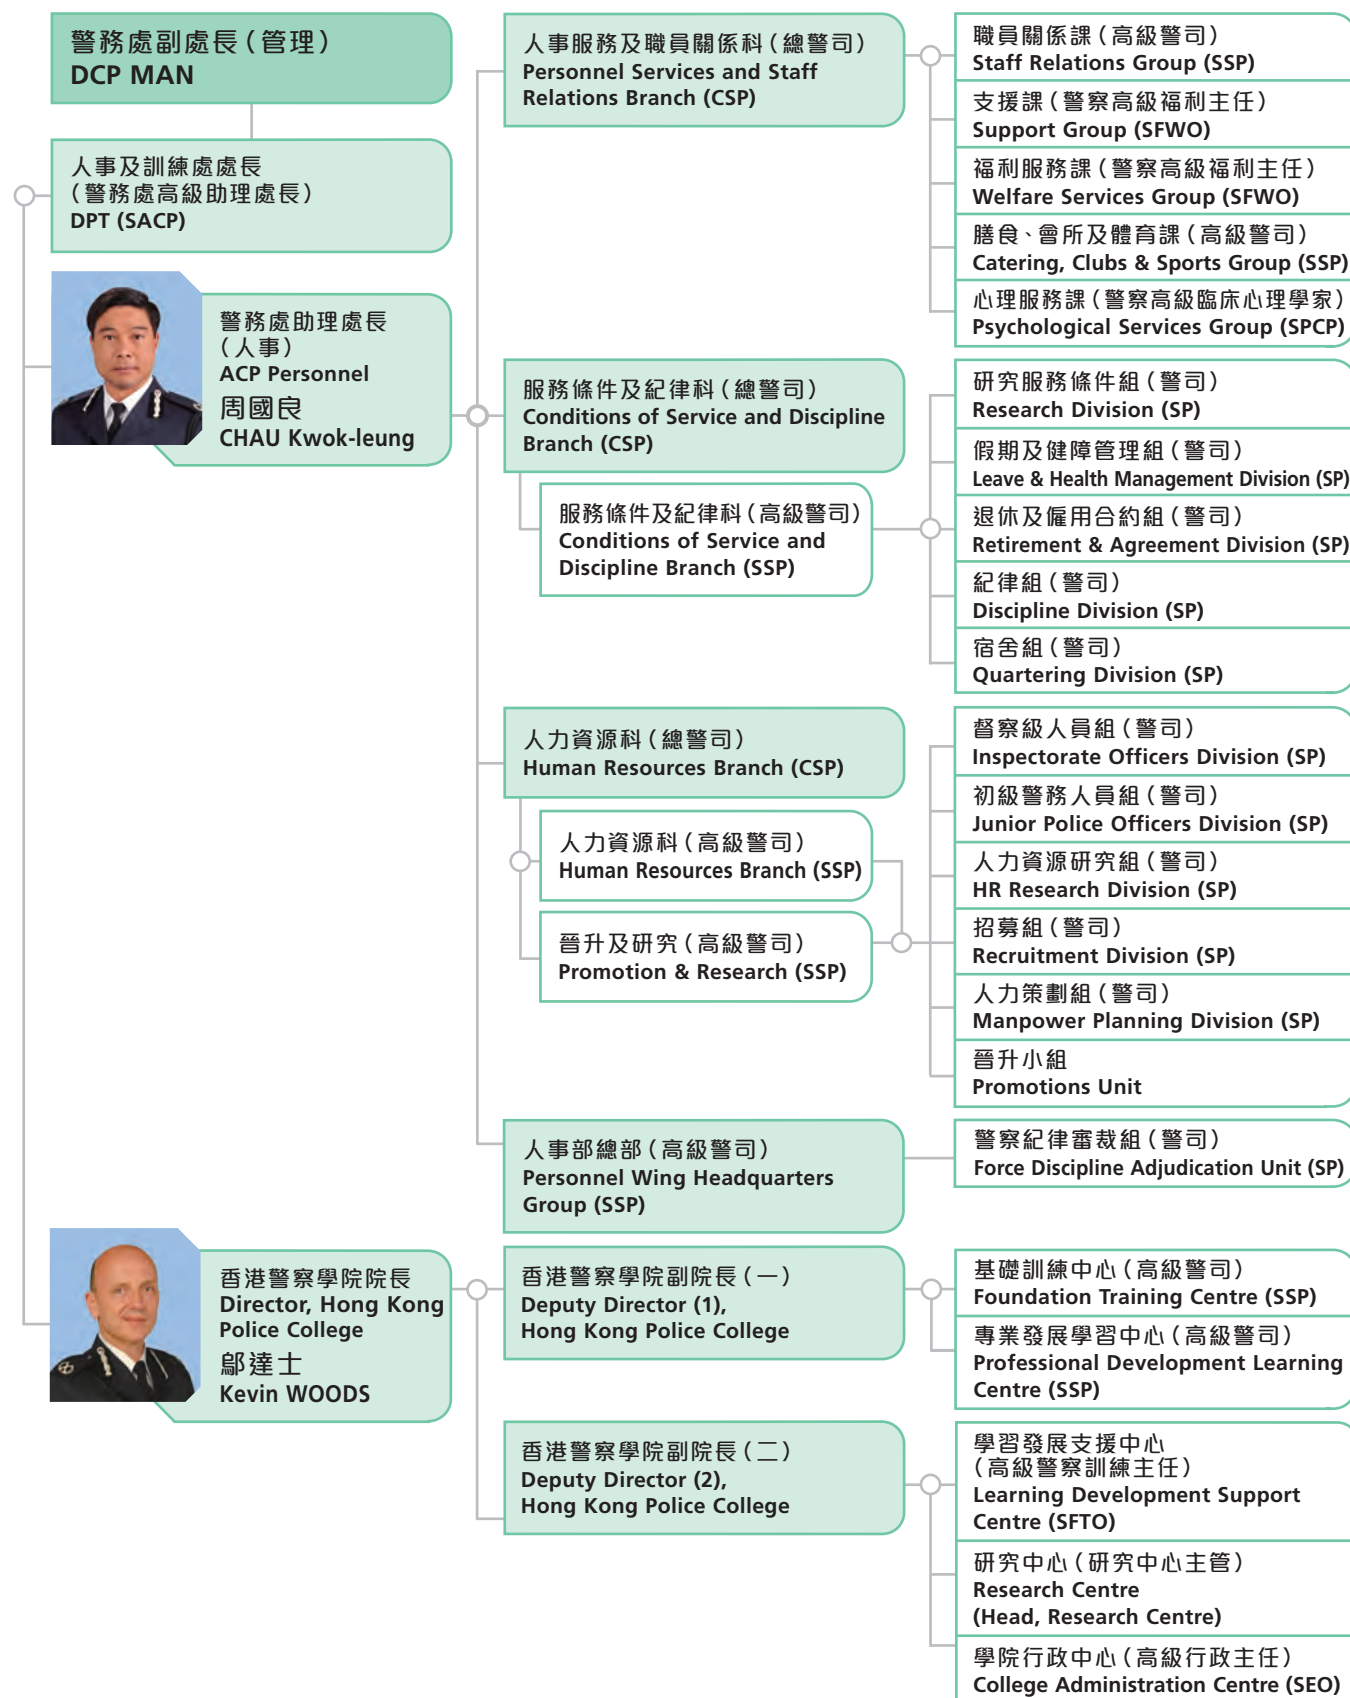 警務處副處長（管理）
DCP MAN
人事及訓練處處長
（警務處高級助理處長）
DPT (SACP)
警務處助理處長
（人事）
ACP Personnel
周國良
CHAU Kwok-leung
人事服務及職員關係科（總警司）
Personnel Services and Staff
Relations Branch (CSP)
職員關係課（高級警司）
Staff Relations Group (SSP)
支援課（警察高級福利主任）
Support Group (SFWO)
福利服務課（警察高級福利主任）
Welfare Services Group (SFWO)
膳食、會所及體育課（高級警司）
Catering, Clubs & Sports Group (SSP)
心理服務課（警察高級臨床心理學家）
Psychological Services Group (SPCP)
服務條件及紀律科（總警司）
Conditions of Service and Discipline
Branch (CSP)
服務條件及紀律科（高級警司）
Conditions of Service and
Discipline Branch (SSP)
研究服務條件組（警司）
Research Division (SP)
假期及健障管理組（警司）
Leave & Health Management Division (SP)
退休及僱用合約組（警司）
Retirement & Agreement Division (SP)
紀律組（警司）
Discipline Division (SP)
宿舍組（警司）
Quartering Division (SP)
人力資源科（總警司）
Human Resources Branch (CSP)
人力資源科（高級警司）
Human Resources Branch (SSP)
晉升及研究（高級警司）
Promotion & Research (SSP)
督察級人員組（警司）
Inspectorate Officers Division (SP)
初級警務人員組（警司）
Junior Police Officers Division (SP)
人力資源研究組（警司）
HR Research Division (SP)
招募組（警司）
Recruitment Division (SP)
人力策劃組（警司）
Manpower Planning Division (SP)
晉升小組
Promotions Unit
人事部總部（高級警司）
Personnel Wing Headquarters
Group (SSP)
警察紀律審裁組（警司）
Force Discipline Adjudication Unit (SP)
香港警察學院院長
Director, Hong Kong
Police College
鄔達士
Kevin WOODS
香港警察學院副院長（一）
Deputy Director (1),
Hong Kong Police College
基礎訓練中心（高級警司）
Foundation Training Centre (SSP)
專業發展學習中心（高級警司）
Professional Development Learning
Centre (SSP)
香港警察學院副院長（二）
Deputy Director (2),
Hong Kong Police College
學習發展支援中心
（高級警察訓練主任）
Learning Development Support
Centre (SFTO)
研究中心（研究中心主管）
Research Centre
(Head, Research Centre)
學院行政中心（高級行政主任）
College Administration Centre (SEO)